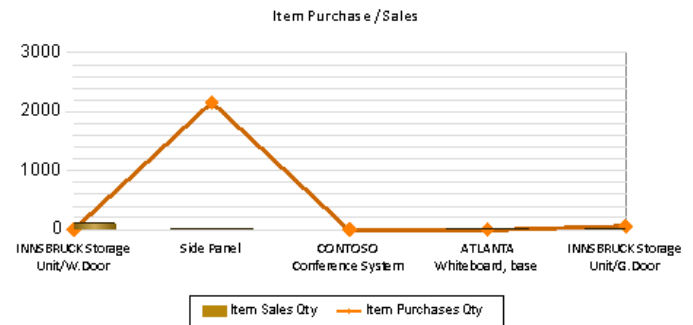 Item Purchase / Sales
3000
2000
1000
0
INNSBRUCK Storage
Unit/W.Door
Side Panel
CONTOSO
Conference System
ATLANTA
Whiteboard, base
INNSBRUCK Storage
Unit/G.Door
Item Sales Qty
Item Purchases Qty